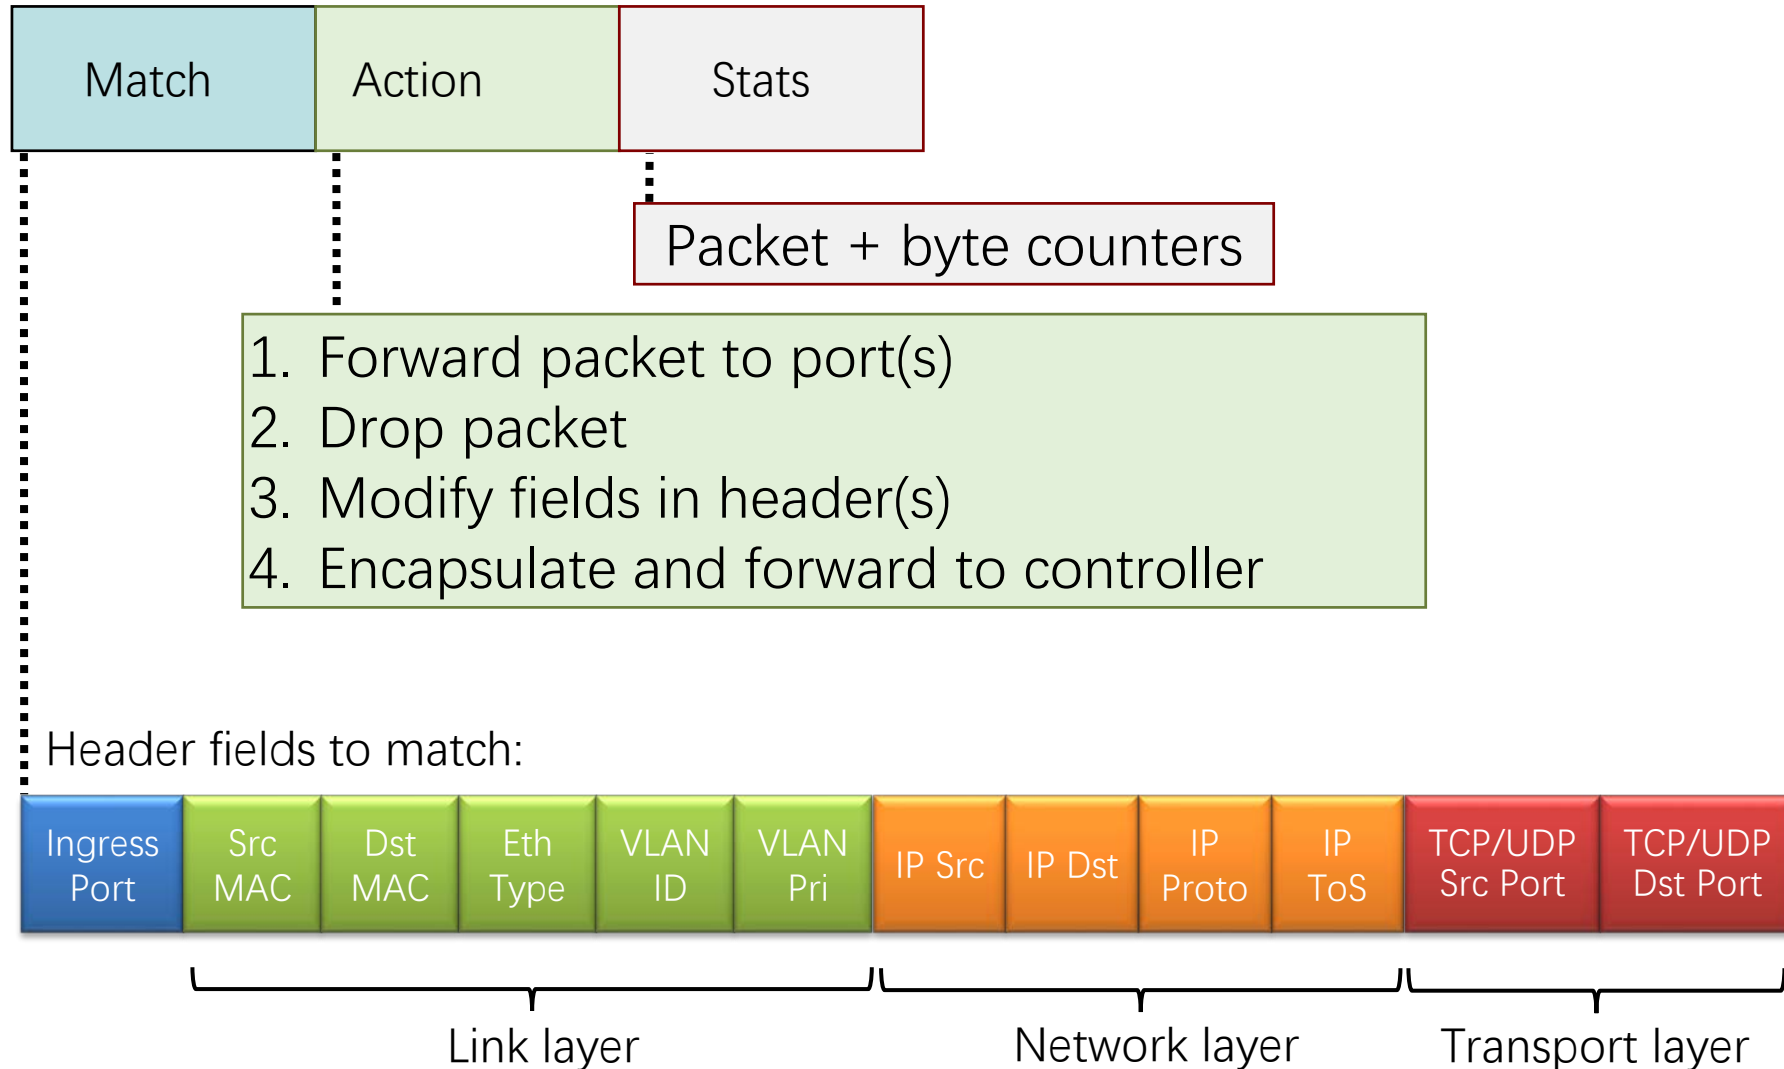 Match
Action
Stats
Packet + byte counters
1. Forward packet to port(s)
2. Drop packet
3. Modify fields in header(s)
4. Encapsulate and forward to controller
Header fields to match:
Ingress
Port
Src
MAC
Dst
MAC
Eth
Type
VLAN
ID
VLAN
Pri
IP Src
IP Dst
IP
Proto
IP
ToS
TCP/UDP
Src Port
TCP/UDP
Dst Port
Link layer
Network layer
Transport layer